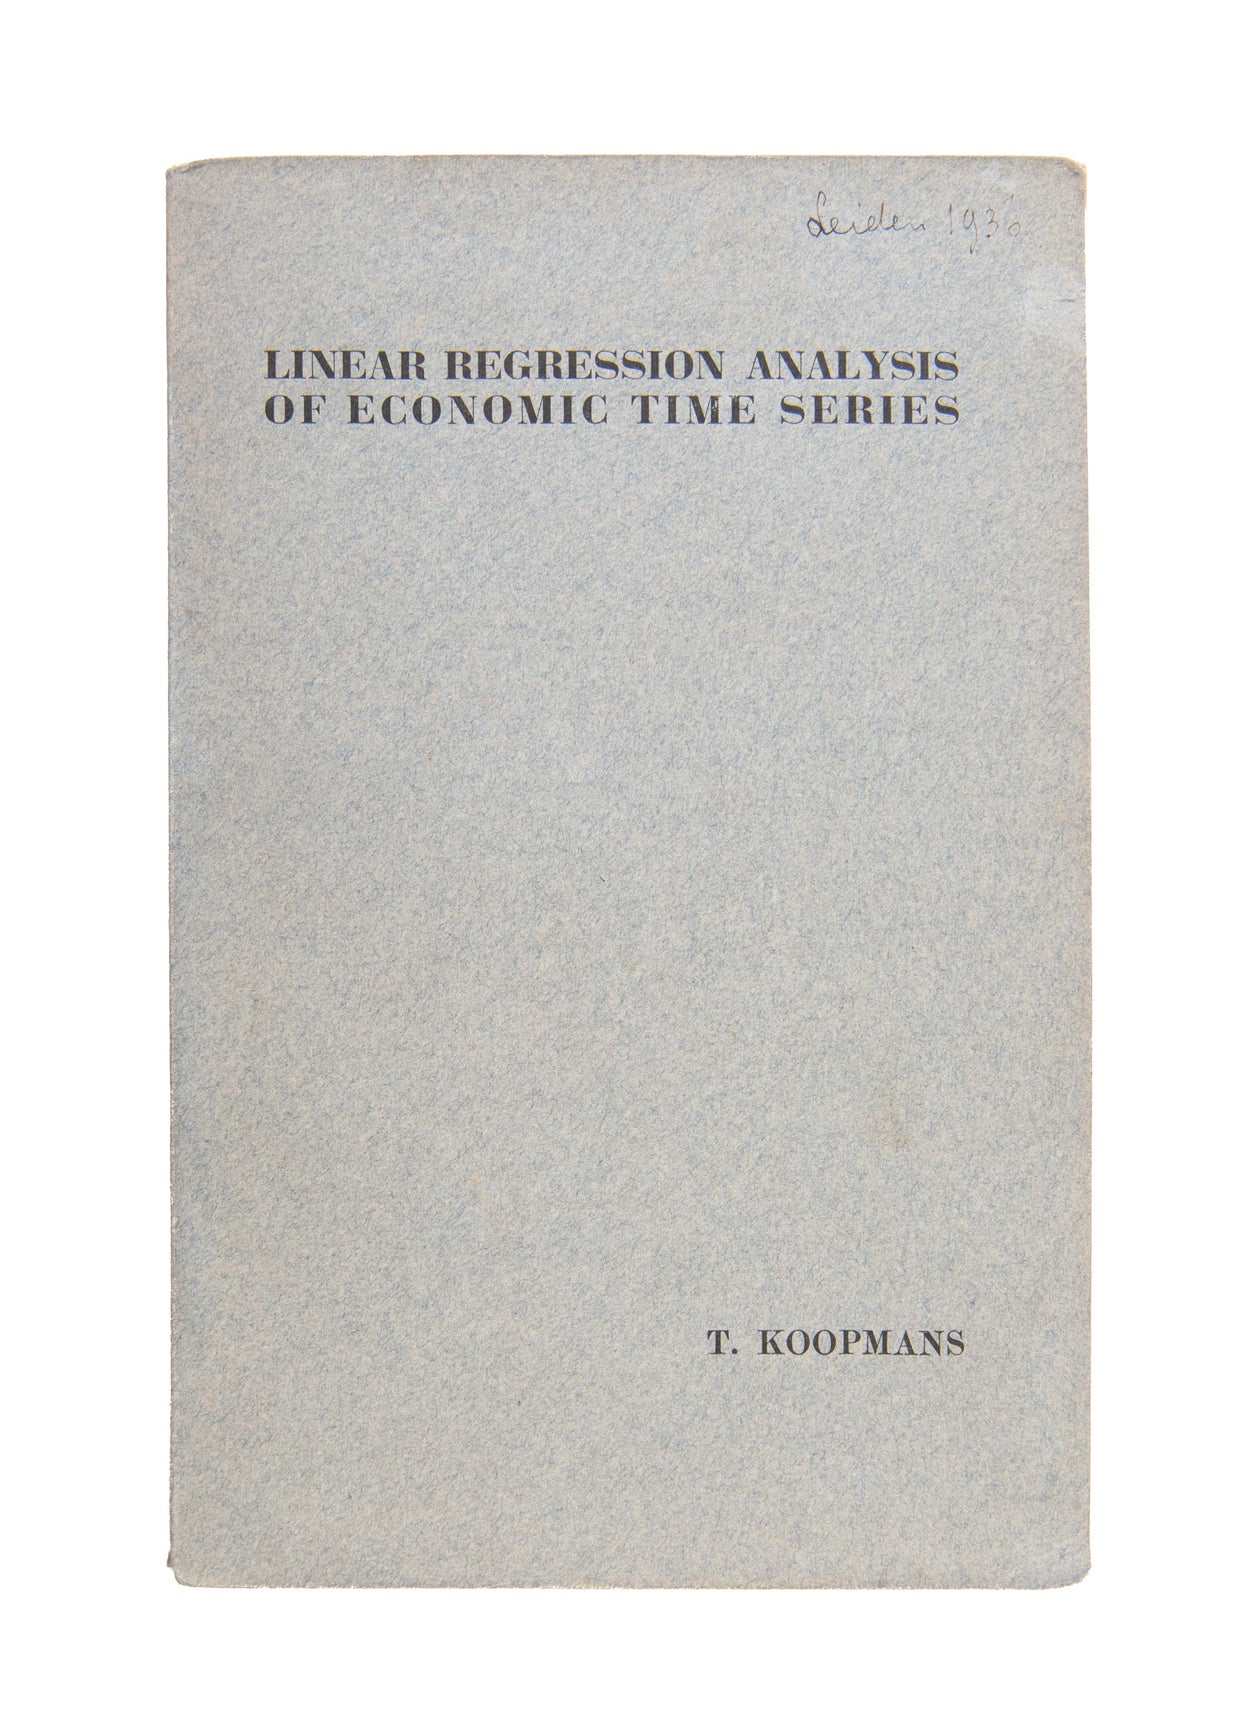 Leiden 1936
LINEAR REGRESSION ANALYSIS
OF ECONOMIC TIME SERIES
T. KOOPMANS